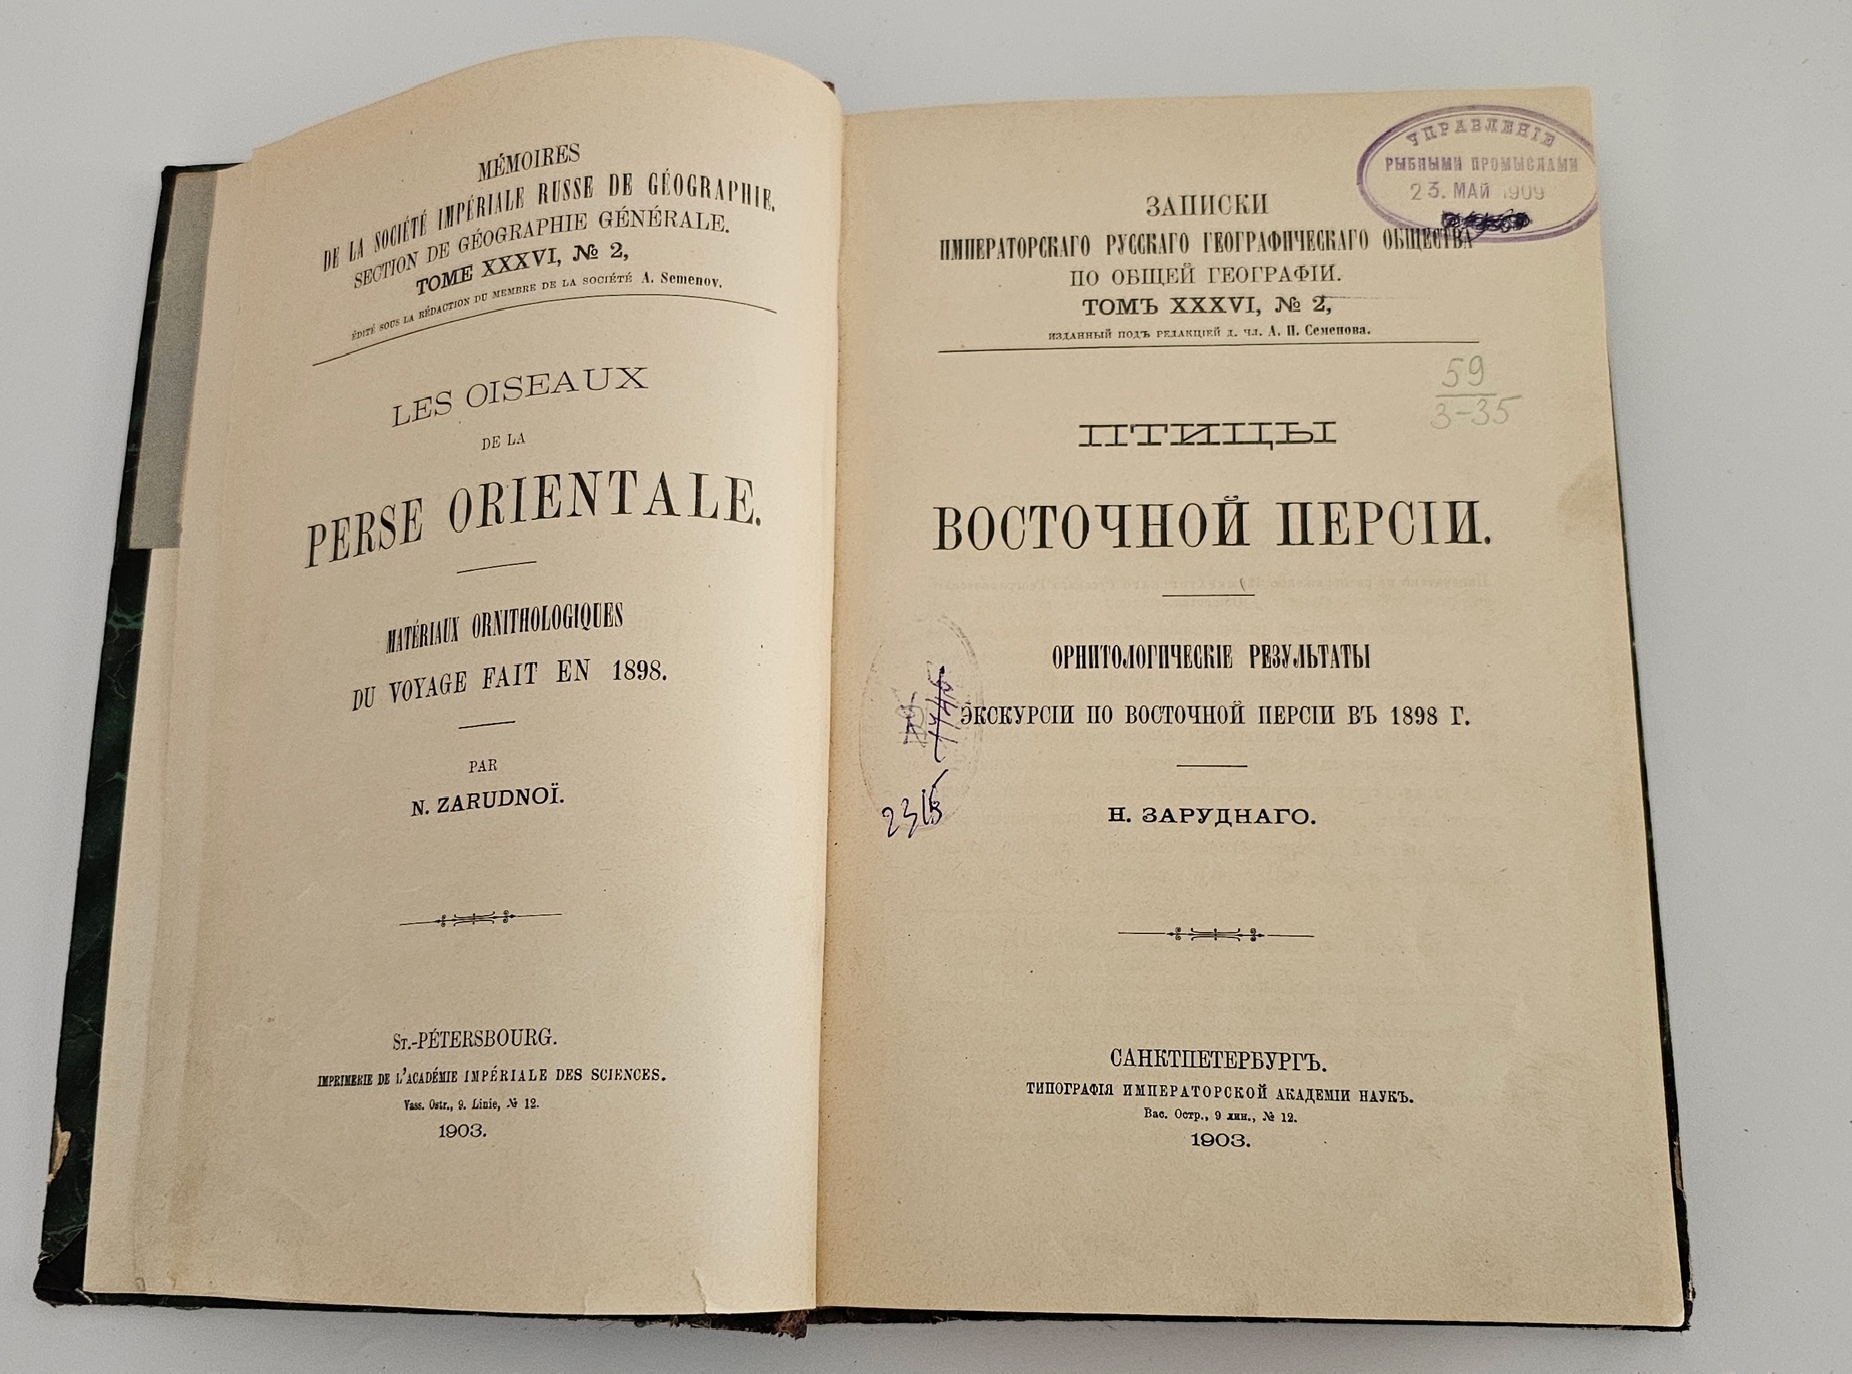 MÉMOIRES
DE LA SOCIÉTÉ IMPÉRIALE RUSSE DE GÉOGRAPHIE.
SECTION DE GÉOGRAPHIE GÉNÉRALE.
TOME XXXVI, № 2,
ÉDITÉ SOUS LA RÉDACTION DU MEMBRE DE LA SOCIÉTÉ A. Semenov.
LES OISEAUX
DE LA
PERSE ORIENTALE.
MATÉRIAUX ORNITHOLOGIQUES
DU VOYAGE FAIT EN 1898.
PAR
N. ZARUDNOÏ.
ST.-PÉTERSBOURG.
IMPRIMERIE DE L'ACADÉMIE IMPÉRIALE DES SCIENCES.
Vass. Ostr., 9. Linie, № 12.
1903.
УПРАВЛЕНІЕ
РЫБНЫМИ ПРОМЫСЛАМИ
23. МАЙ 1909
ЗАПИСКИ
ИМПЕРАТОРСКАГО РУССКАГО ГЕОГРАФИЧЕСКАГО ОБЩЕСТВА
ПО ОБЩЕЙ ГЕОГРАФІИ.
ТОМЪ XXXVI, № 2,
ИЗДАННЫЙ ПОДЪ РЕДАКЦІЕЙ Д. ЧЛ. А. П. Семенова.
59
3-35
ПТИЦЫ
ВОСТОЧНОЙ ПЕРСІИ.
ОРНИТОЛОГИЧЕСКІЕ РЕЗУЛЬТАТЫ
ЭКСКУРСІИ ПО ВОСТОЧНОЙ ПЕРСІИ ВЪ 1898 Г.
Н. ЗАРУДНАГО.
САНКТПЕТЕРБУРГЪ.
ТИПОГРАФІЯ ИМПЕРАТОРСКОЙ АКАДЕМІИ НАУКЪ.
Вас. Остр., 9 лин., № 12.
1903.